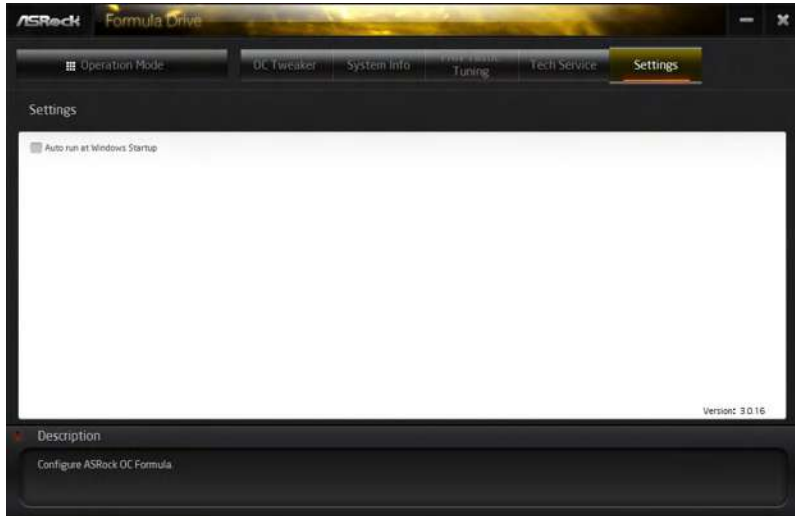 ASRock Formula Drive
Operation Mode
OC Tweaker
System Info
Tuning
Tech Service
Settings
Settings
Auto run at Windows Startup
Version: 3.0.16
Description
Configure ASRock OC Formula.